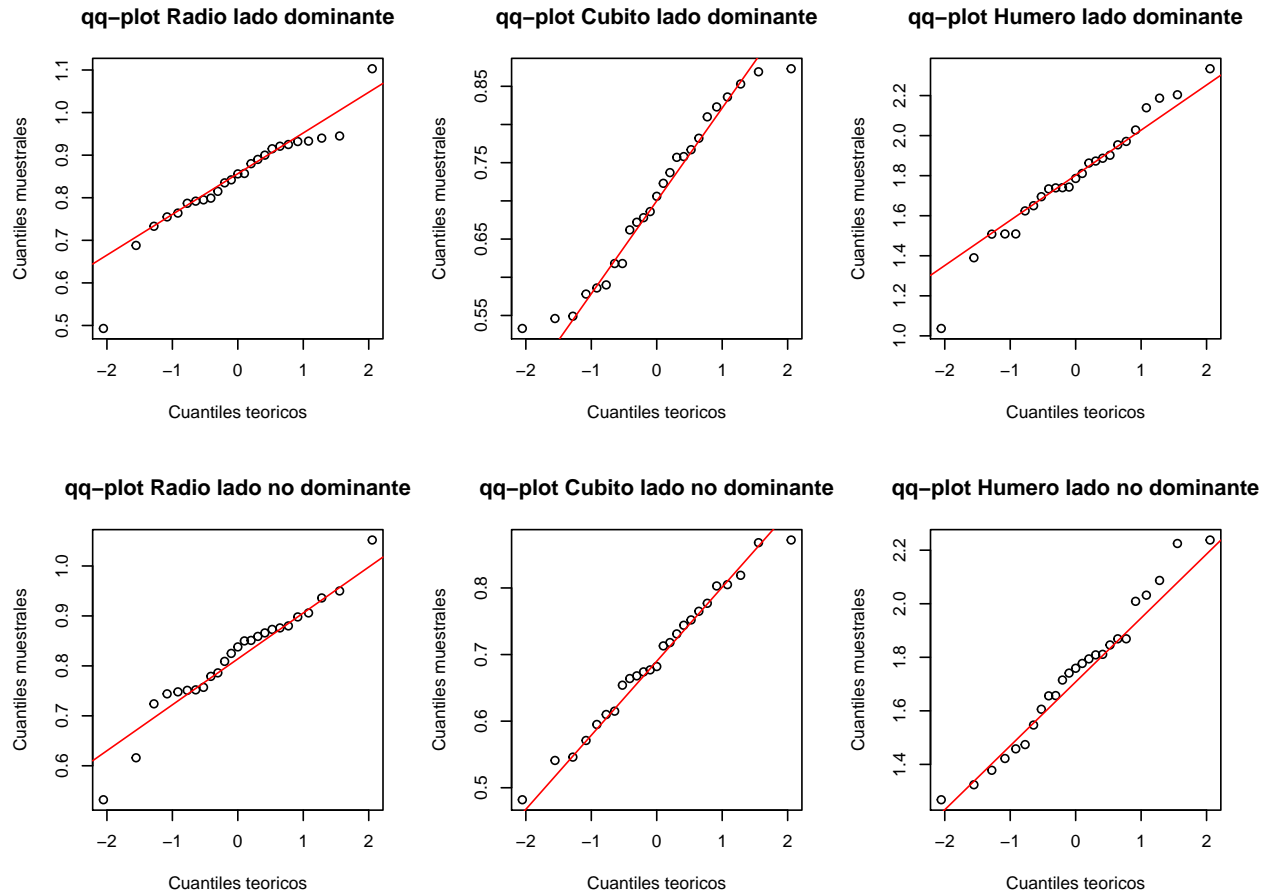 qq−plot Radio lado dominante
Cuantiles muestrales
0.5 0.6 0.7 0.8 0.9 1.0 1.1
−2 −1 0 1 2
Cuantiles teoricos
qq−plot Cubito lado dominante
Cuantiles muestrales
0.55 0.65 0.75 0.85
−2 −1 0 1 2
Cuantiles teoricos
qq−plot Humero lado dominante
Cuantiles muestrales
1.0 1.2 1.4 1.6 1.8 2.0 2.2
−2 −1 0 1 2
Cuantiles teoricos
qq−plot Radio lado no dominante
Cuantiles muestrales
0.6 0.7 0.8 0.9 1.0
−2 −1 0 1 2
Cuantiles teoricos
qq−plot Cubito lado no dominante
Cuantiles muestrales
0.5 0.6 0.7 0.8
−2 −1 0 1 2
Cuantiles teoricos
qq−plot Humero lado no dominante
Cuantiles muestrales
1.4 1.6 1.8 2.0 2.2
−2 −1 0 1 2
Cuantiles teoricos